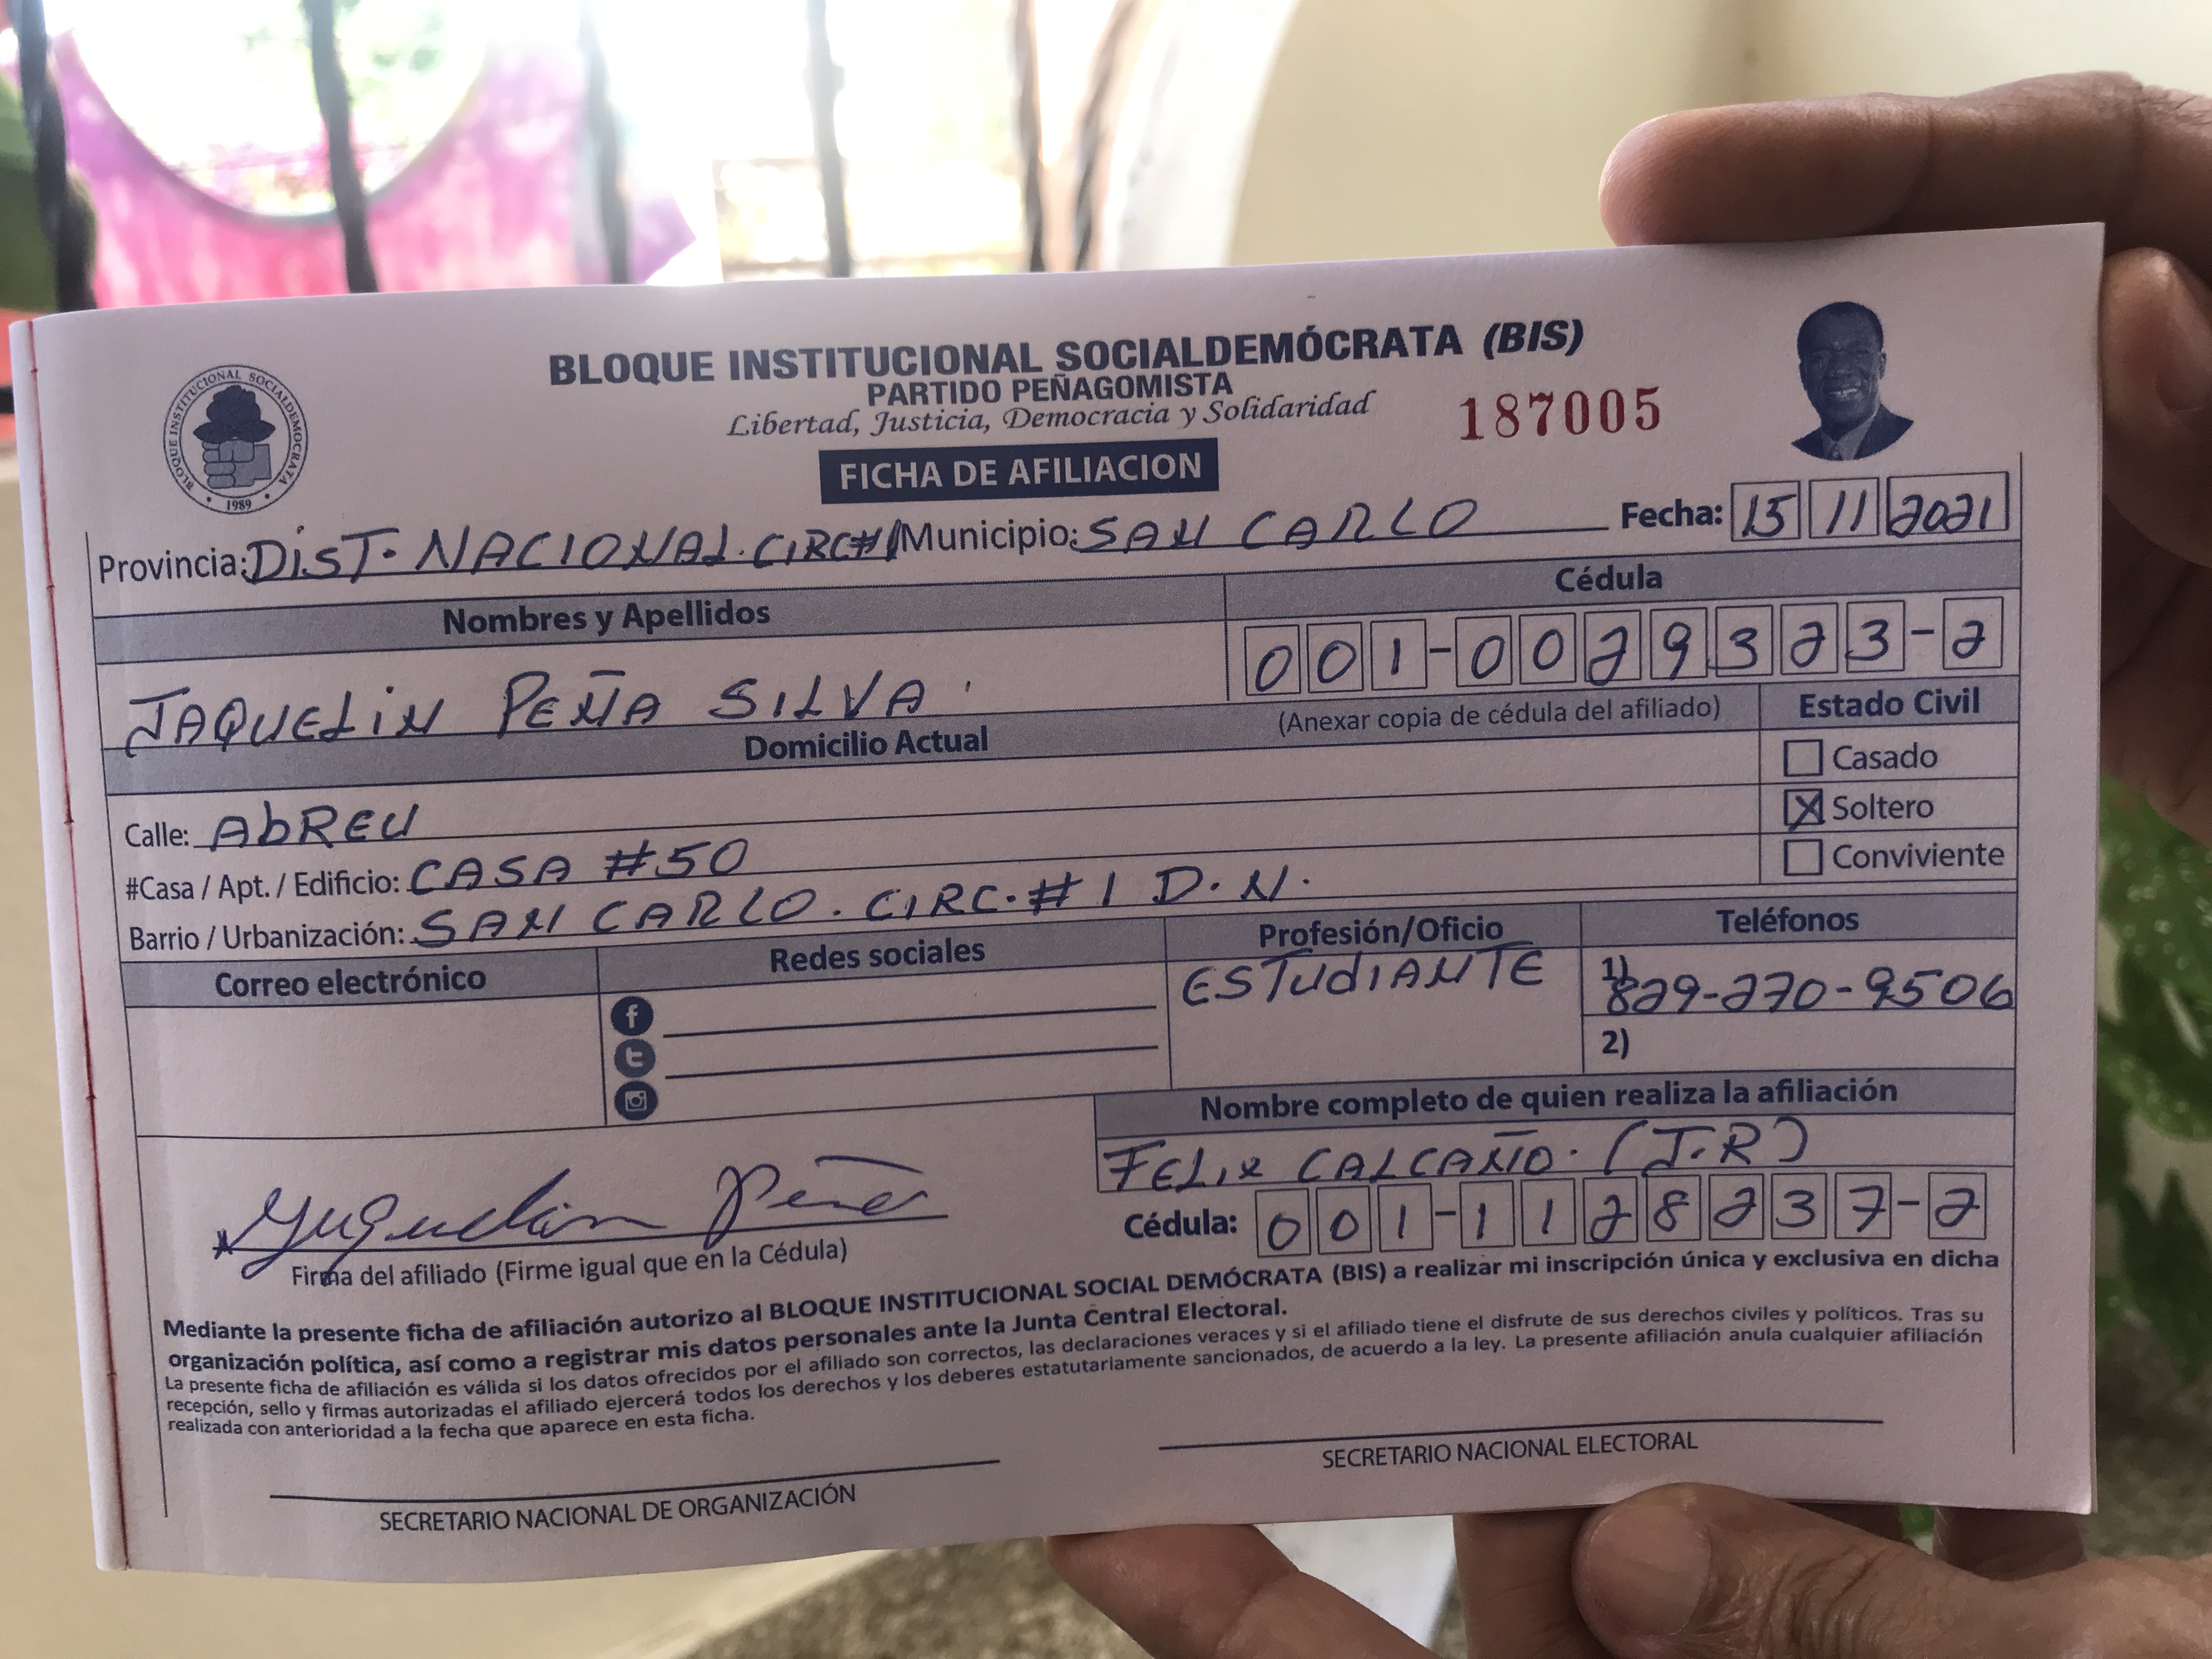 BLOQUE INSTITUCIONAL SOCIALDEMÓCRATA (BIS)
PARTIDO PEÑAGOMISTA
Libertad, Justicia, Democracia y Solidaridad
187005
BLOQUE INSTITUCIONAL SOCIALDEMOCRATA
1989
FICHA DE AFILIACION
Provincia: DIST. NACIONAL. CIRC#1 Municipio: SAN CARLO Fecha: 15 11 2021
Nombres y Apellidos Cédula
JAQUELIN PEÑA SILVA 001-0029323-2
(Anexar copia de cédula del afiliado) Estado Civil
Domicilio Actual
Casado
Calle: ABREU
X Soltero
#Casa / Apt. / Edificio: CASA #50
Conviviente
Barrio / Urbanización: SAN CARLO. CIRC.#1 D.N.
Correo electrónico Redes sociales Profesión/Oficio Teléfonos
ESTUDIANTE 1) 829-270-9506
2)
Nombre completo de quien realiza la afiliación
FELIX CALCAÑO. (J.R)
Jaquelin Peña Cédula: 001-1128237-2
Firma del afiliado (Firme igual que en la Cédula)
Mediante la presente ficha de afiliación autorizo al BLOQUE INSTITUCIONAL SOCIAL DEMÓCRATA (BIS) a realizar mi inscripción única y exclusiva en dicha
organización política, así como a registrar mis datos personales ante la Junta Central Electoral.
La presente ficha de afiliación es válida si los datos ofrecidos por el afiliado son correctos, las declaraciones veraces y si el afiliado tiene el disfrute de sus derechos civiles y políticos. Tras su
recepción, sello y firmas autorizadas el afiliado ejercerá todos los derechos y los deberes estatutariamente sancionados, de acuerdo a la ley. La presente afiliación anula cualquier afiliación
realizada con anterioridad a la fecha que aparece en esta ficha.
SECRETARIO NACIONAL DE ORGANIZACIÓN SECRETARIO NACIONAL ELECTORAL